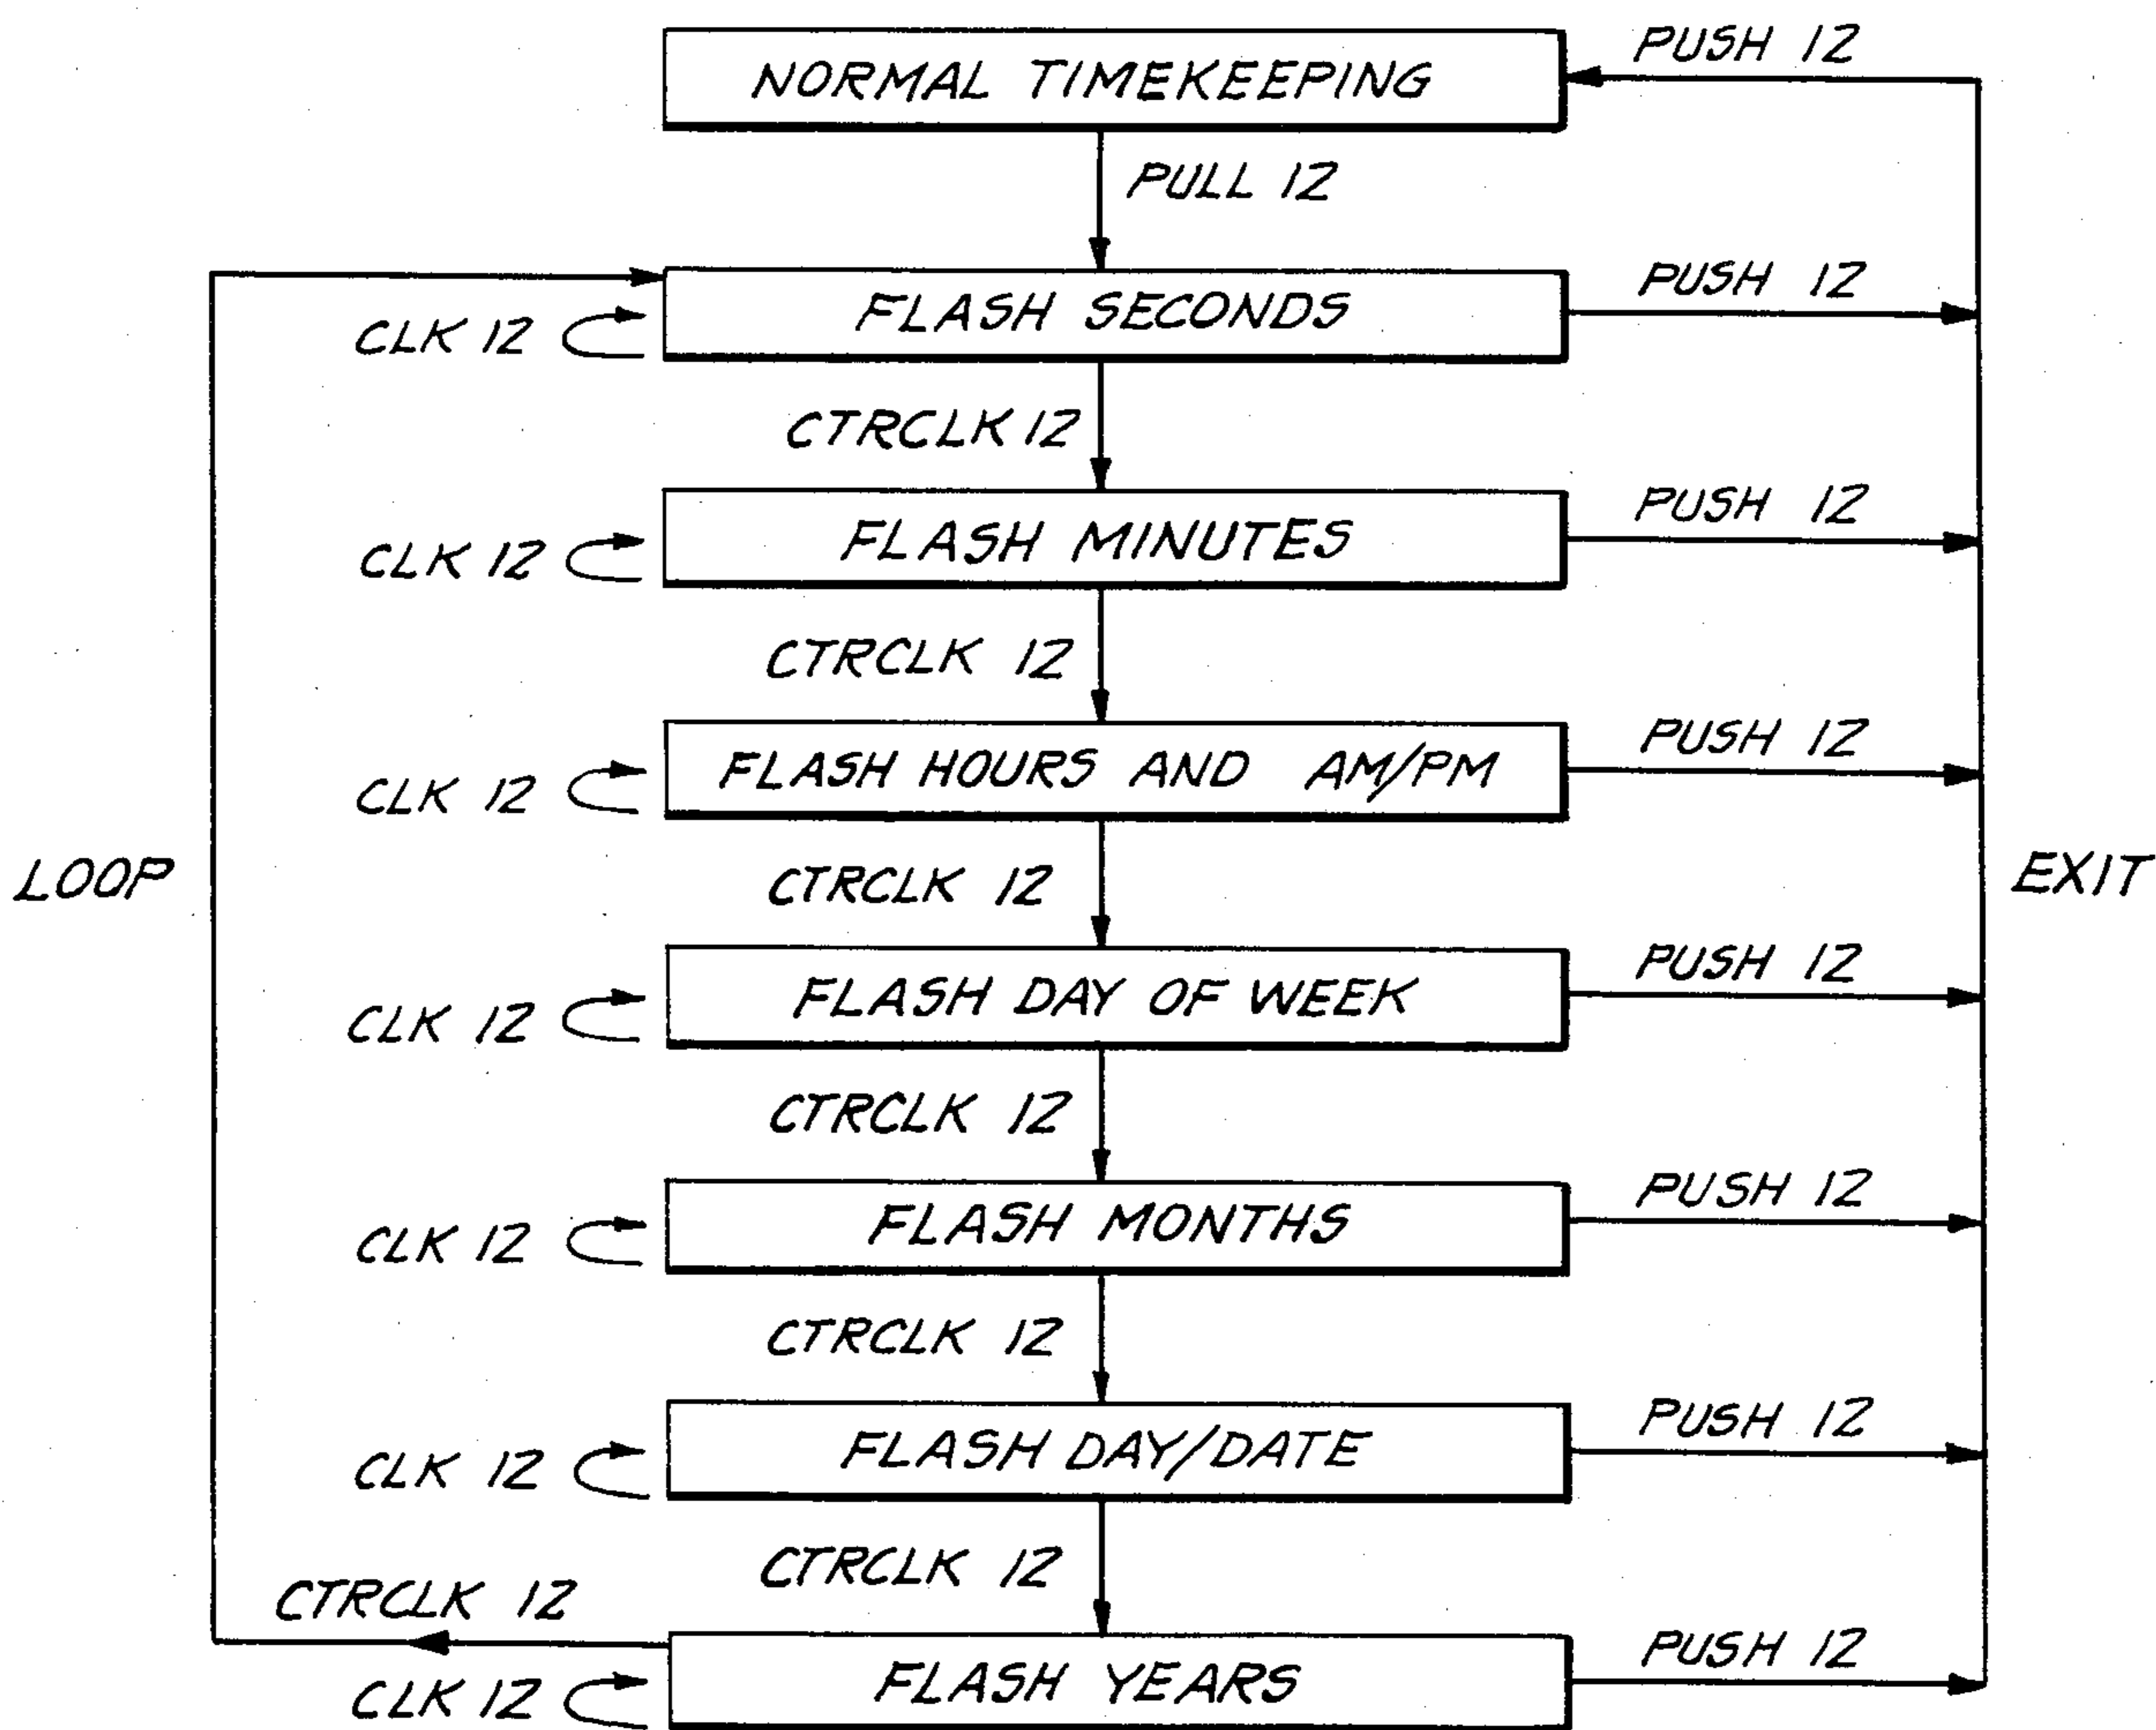 PUSH 12
NORMAL TIMEKEEPING
PULL 12
PUSH 12
FLASH SECONDS
CLK 12
CTRCLK 12
PUSH 12
FLASH MINUTES
CLK 12
CTRCLK 12
PUSH 12
FLASH HOURS AND AM/PM
CLK 12
LOOP
CTRCLK 12
EXIT
PUSH 12
FLASH DAY OF WEEK
CLK 12
CTRCLK 12
PUSH 12
FLASH MONTHS
CLK 12
CTRCLK 12
PUSH 12
FLASH DAY/DATE
CLK 12
CTRCLK 12
CTRCLK 12
PUSH 12
FLASH YEARS
CLK 12